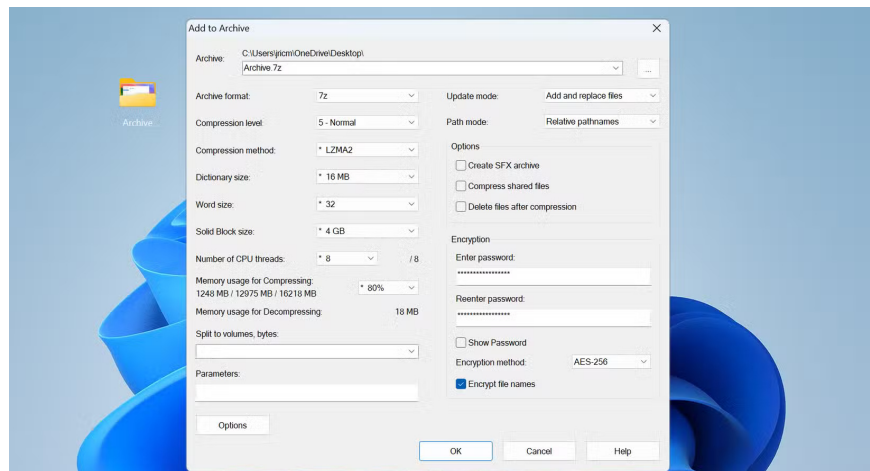 Add to Archive
Archive:
C:\Users\jricm\OneDrive\Desktop\
Archive.7z
...
Archive...
Archive format:
7z
Compression level:
5 - Normal
Compression method:
* LZMA2
Dictionary size:
* 16 MB
Word size:
* 32
Solid Block size:
* 4 GB
Number of CPU threads:
* 8
/ 8
Memory usage for Compressing:
1248 MB / 12975 MB / 16218 MB
* 80%
Memory usage for Decompressing:
18 MB
Split to volumes, bytes:
Parameters:
Options
Update mode:
Add and replace files
Path mode:
Relative pathnames
Options
Create SFX archive
Compress shared files
Delete files after compression
Encryption
Enter password:
*****************
Reenter password:
*****************
Show Password
Encryption method:
AES-256
Encrypt file names
OK
Cancel
Help